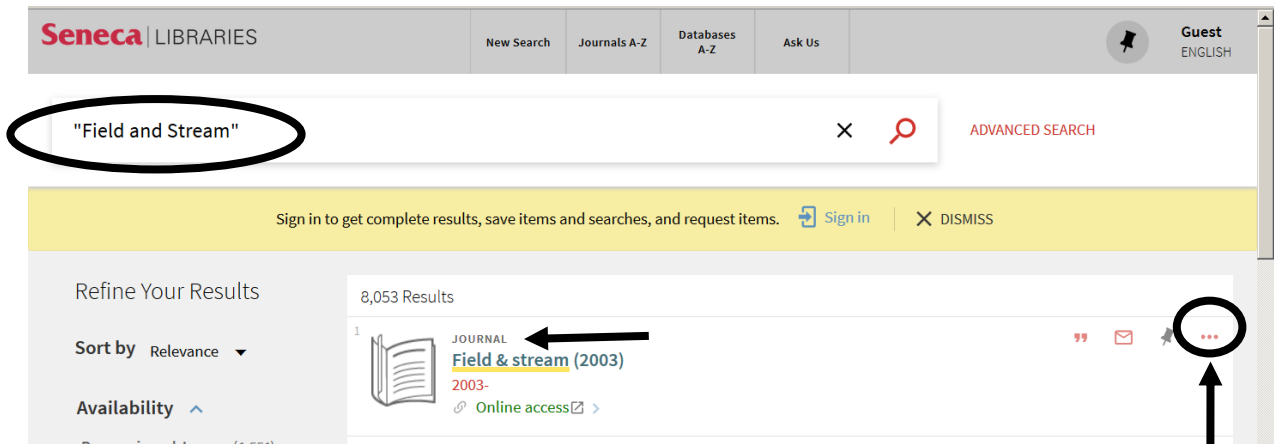 Seneca | LIBRARIES
New Search
Journals A-Z
Databases
A-Z
Ask Us
Guest
ENGLISH
"Field and Stream"
ADVANCED SEARCH
Sign in to get complete results, save items and searches, and request items.
Sign in
DISMISS
Refine Your Results
8,053 Results
Sort by Relevance
1
JOURNAL
Field & stream (2003)
2003-
Online access
Availability